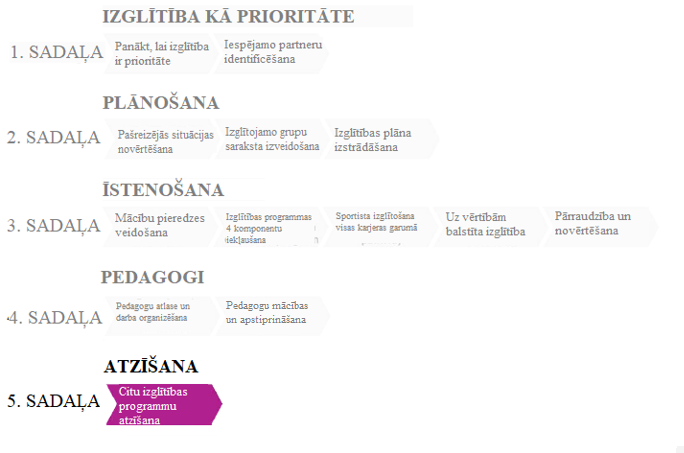 IZGLĪTĪBA KĀ PRIORITĀTE
1. SADAĻA
Panākt, lai izglītība
ir prioritāte
Iespējamo partneru
identificēšana
PLĀNOŠANA
2. SADAĻA
Pašreizējās situācijas
novērtēšana
Izglītojamo grupu
saraksta izveidošana
Izglītības plāna
izstrādāšana
ĪSTENOŠANA
3. SADAĻA
Mācību pieredzes
veidošana
Izglītības programmas
4 komponentu
iekļaušana
Sportista izglītošana
visas karjeras garumā
Uz vērtībām
balstīta izglītība
Pārraudzība un
novērtēšana
PEDAGOGI
4. SADAĻA
Pedagogu atlase un
darba organizēšana
Pedagogu mācības
un apstiprināšana
ATZĪŠANA
5. SADAĻA
Citu izglītības
programmu
atzīšana